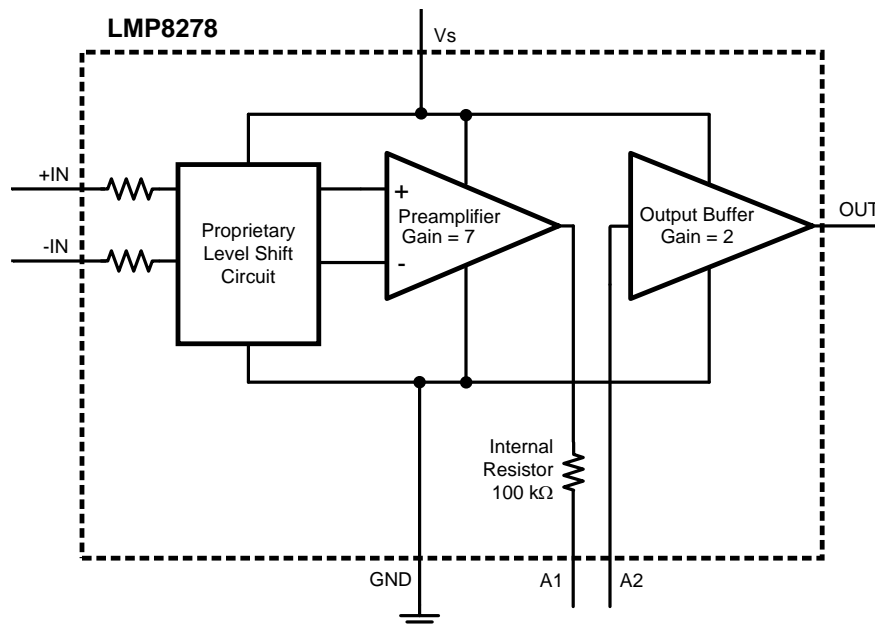 LMP8278
Vs
+IN
-IN
Proprietary
Level Shift
Circuit
+
-
Preamplifier
Gain = 7
Output Buffer
Gain = 2
OUT
Internal
Resistor
100 kΩ
GND
A1
A2